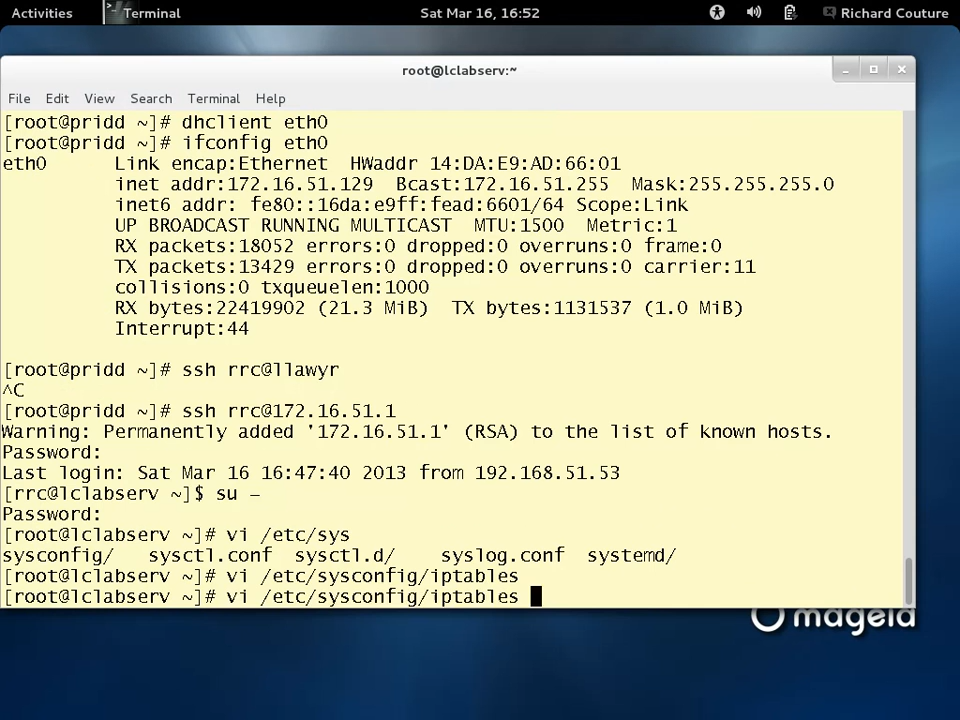 Activities Terminal Sat Mar 16, 16:52 Richard Couture
root@lclabserv:~
File Edit View Search Terminal Help
[root@pridd ~]# dhclient eth0
[root@pridd ~]# ifconfig eth0
eth0 Link encap:Ethernet HWaddr 14:DA:E9:AD:66:01
inet addr:172.16.51.129 Bcast:172.16.51.255 Mask:255.255.255.0
inet6 addr: fe80::16da:e9ff:fead:6601/64 Scope:Link
UP BROADCAST RUNNING MULTICAST MTU:1500 Metric:1
RX packets:18052 errors:0 dropped:0 overruns:0 frame:0
TX packets:13429 errors:0 dropped:0 overruns:0 carrier:11
collisions:0 txqueuelen:1000
RX bytes:22419902 (21.3 MiB) TX bytes:1131537 (1.0 MiB)
Interrupt:44
[root@pridd ~]# ssh rrc@llawyr
^C
[root@pridd ~]# ssh rrc@172.16.51.1
Warning: Permanently added '172.16.51.1' (RSA) to the list of known hosts.
Password:
Last login: Sat Mar 16 16:47:40 2013 from 192.168.51.53
[rrc@lclabserv ~]$ su -
Password:
[root@lclabserv ~]# vi /etc/sys
sysconfig/ sysctl.conf sysctl.d/ syslog.conf systemd/
[root@lclabserv ~]# vi /etc/sysconfig/iptables
[root@lclabserv ~]# vi /etc/sysconfig/iptables
mageia